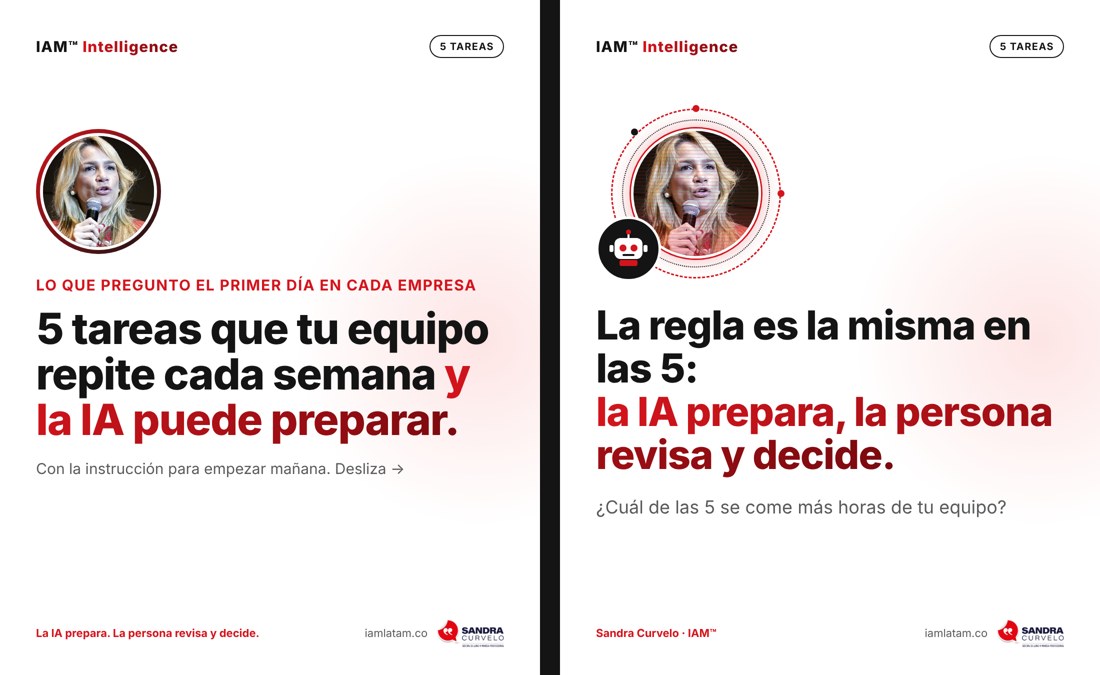 IAM™ Intelligence
5 TAREAS
LO QUE PREGUNTO EL PRIMER DÍA EN CADA EMPRESA
5 tareas que tu equipo
repite cada semana y
la IA puede preparar.
Con la instrucción para empezar mañana. Desliza →
La IA prepara. La persona revisa y decide.
iamlatam.co
SANDRA
CURVELO
IAM™ Intelligence
5 TAREAS
La regla es la misma en
las 5:
la IA prepara, la persona
revisa y decide.
¿Cuál de las 5 se come más horas de tu equipo?
Sandra Curvelo · IAM™
iamlatam.co
SANDRA
CURVELO